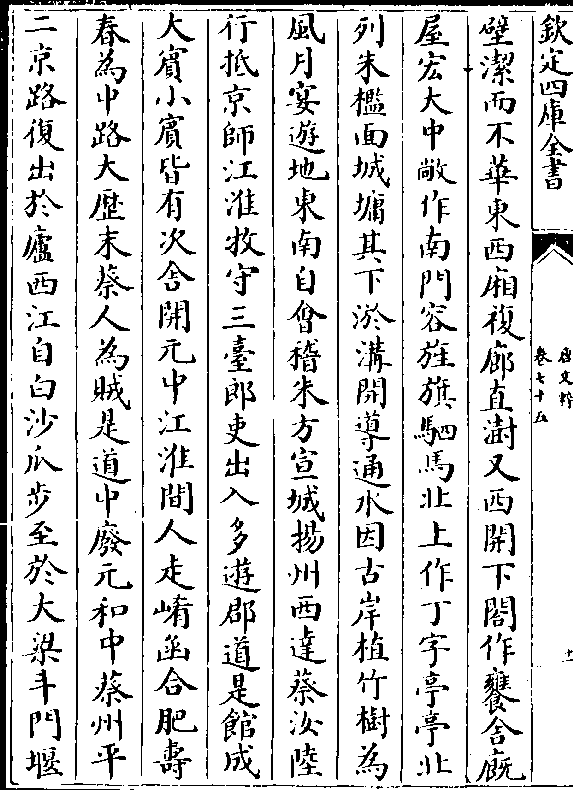 欽定四庫全書
唐文粹
卷七十五
十一
壁潔而不華東西廂複廊直澍又西開下閣作饔舍廐
屋宏大中敞作南門容旌旗駟馬北上作丁字亭亭北
列朱檻面城墉其下淤溝開導通水因古岸植竹樹為
風月宴遊地東南自會稽朱方宣城揚州西達蔡汝陸
行抵京師江淮牧守三臺郎吏出入多遊郡道是館成
大賓小賓皆有次舍開元中江淮間人走崤函合肥壽
春為中路大歷末蔡人為賊是道中廢元和中蔡州平
二京路復出於廬西江自白沙瓜步至於大梁斗門堰